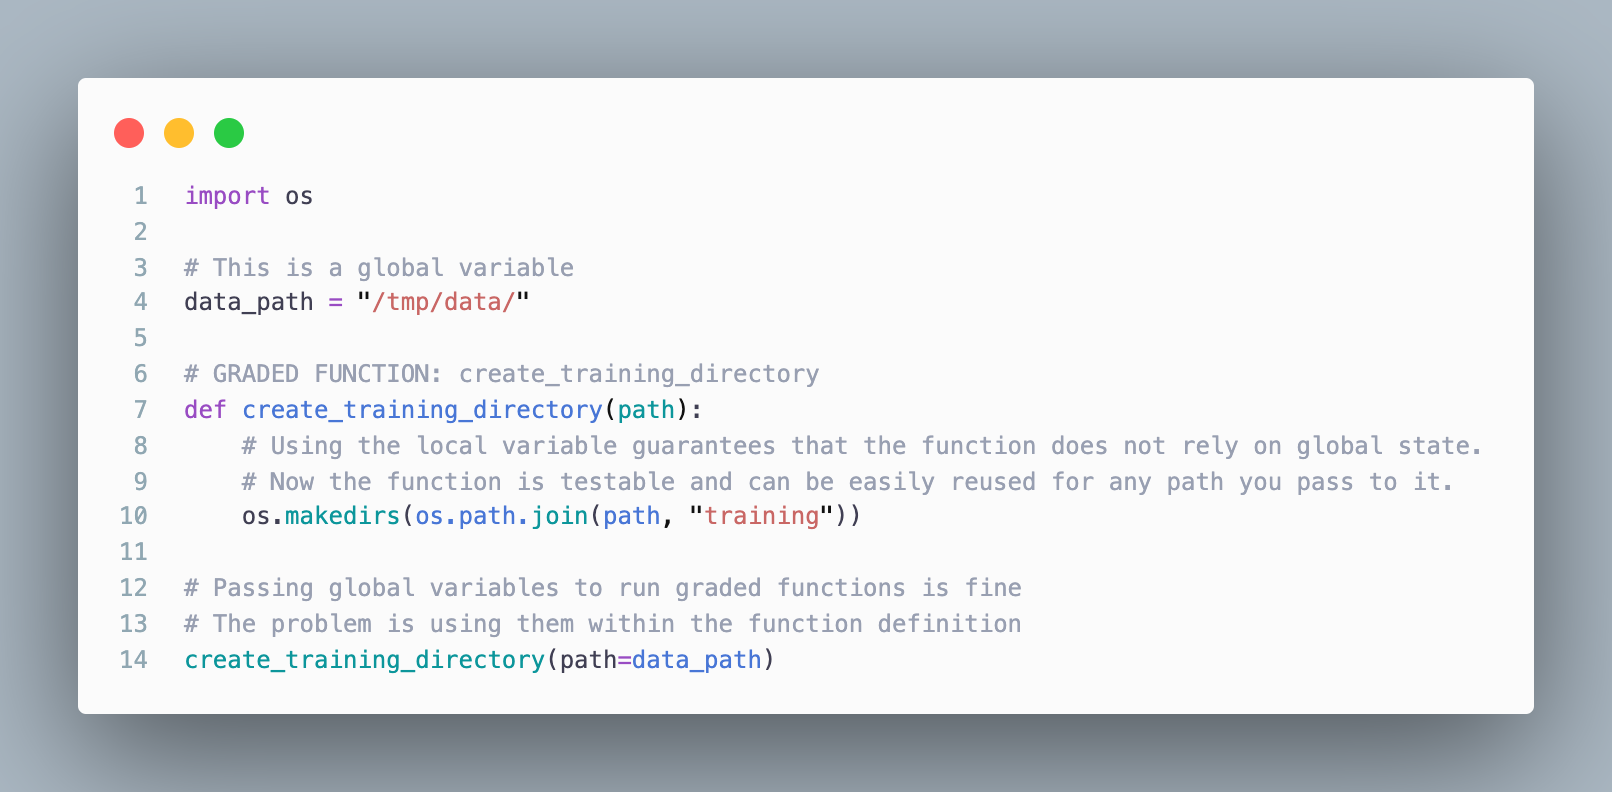 1 import os
2
3 # This is a global variable
4 data_path = "/tmp/data/"
5
6 # GRADED FUNCTION: create_training_directory
7 def create_training_directory(path):
8     # Using the local variable guarantees that the function does not rely on global state.
9     # Now the function is testable and can be easily reused for any path you pass to it.
10     os.makedirs(os.path.join(path, "training"))
11
12 # Passing global variables to run graded functions is fine
13 # The problem is using them within the function definition
14 create_training_directory(path=data_path)